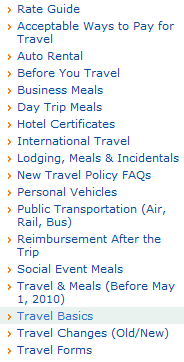 Rate Guide
Acceptable Ways to Pay for
Travel
Auto Rental
Before You Travel
Business Meals
Day Trip Meals
Hotel Certificates
International Travel
Lodging, Meals & Incidentals
New Travel Policy FAQs
Personal Vehicles
Public Transportation (Air,
Rail, Bus)
Reimbursement After the
Trip
Social Event Meals
Travel & Meals (Before May
1, 2010)
Travel Basics
Travel Changes (Old/New)
Travel Forms